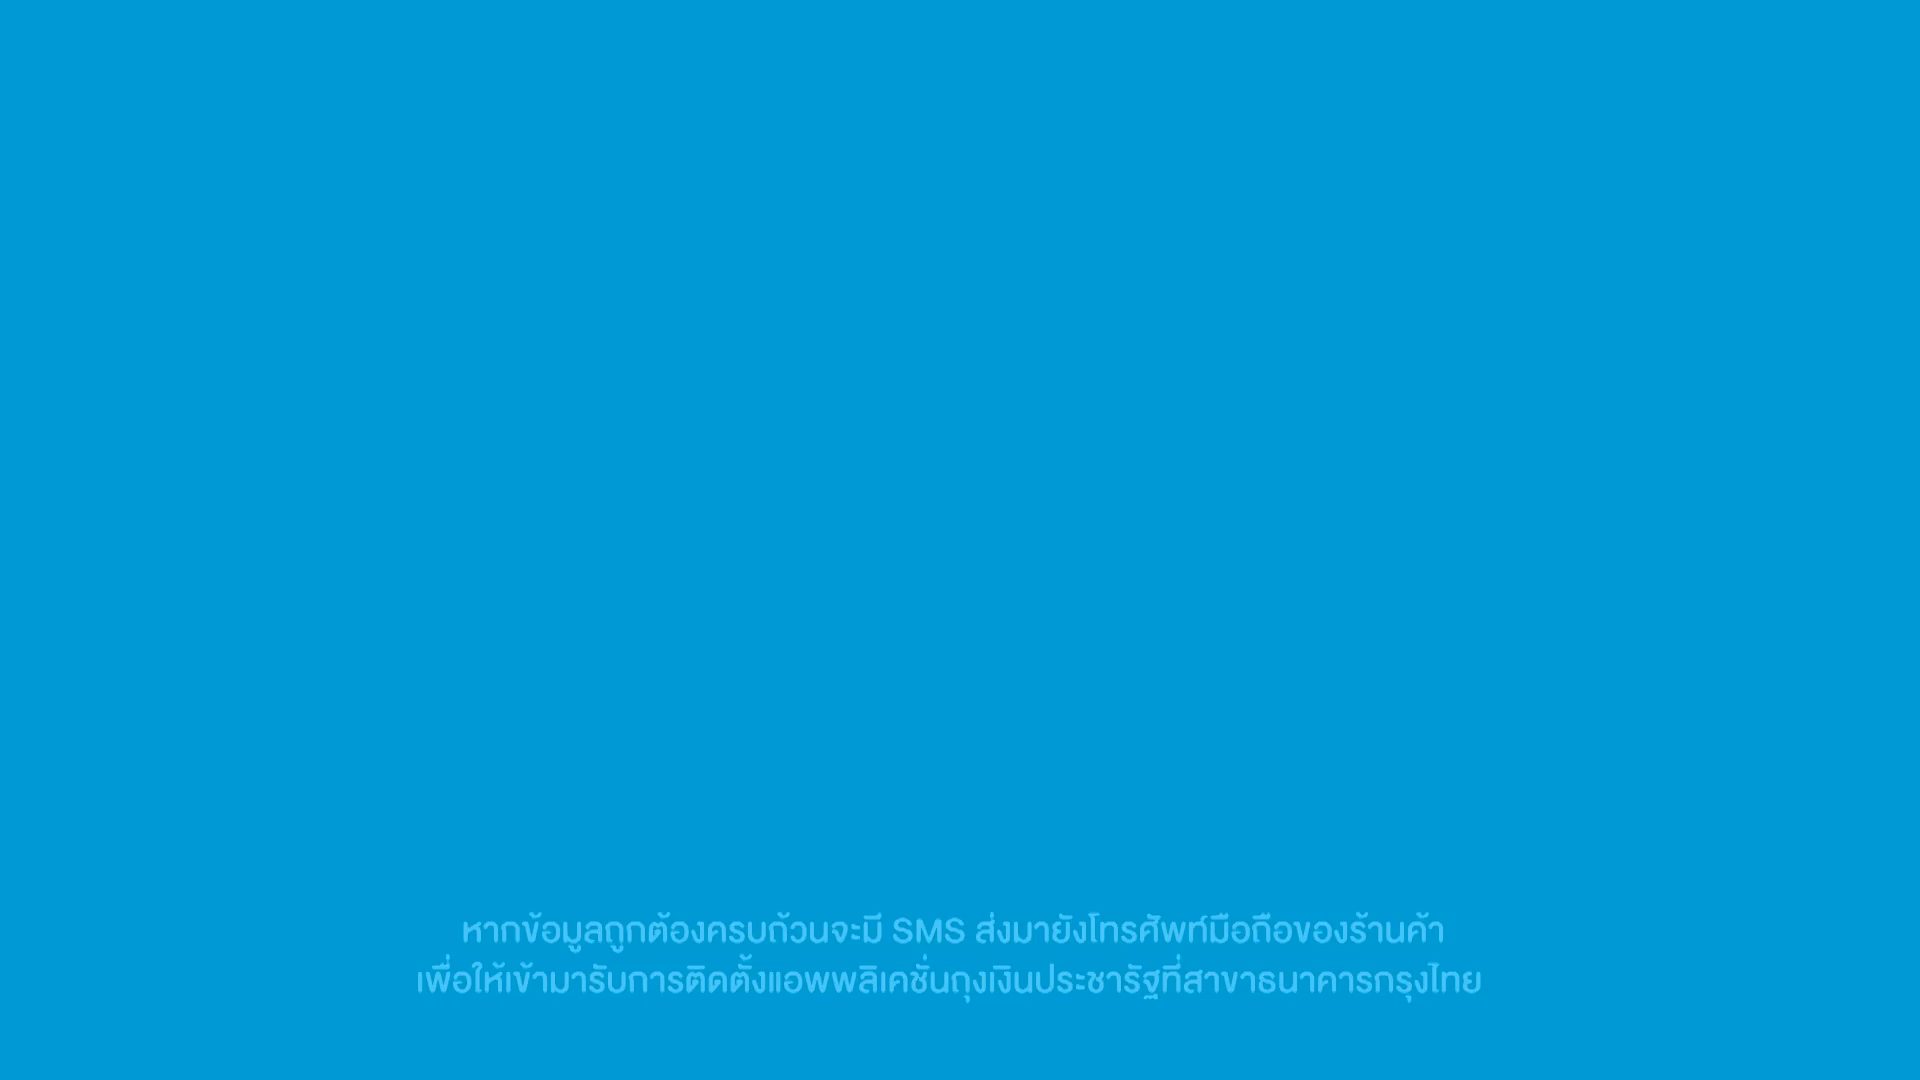 หากข้อมูลถูกต้องครบถ้วนจะมี SMS ส่งมายังโทรศัพท์มือถือของร้านค้า
เพื่อให้เข้ามารับการติดตั้งแอพพลิเคชั่นถุงเงินประชารัฐที่สาขาธนาคารกรุงไทย